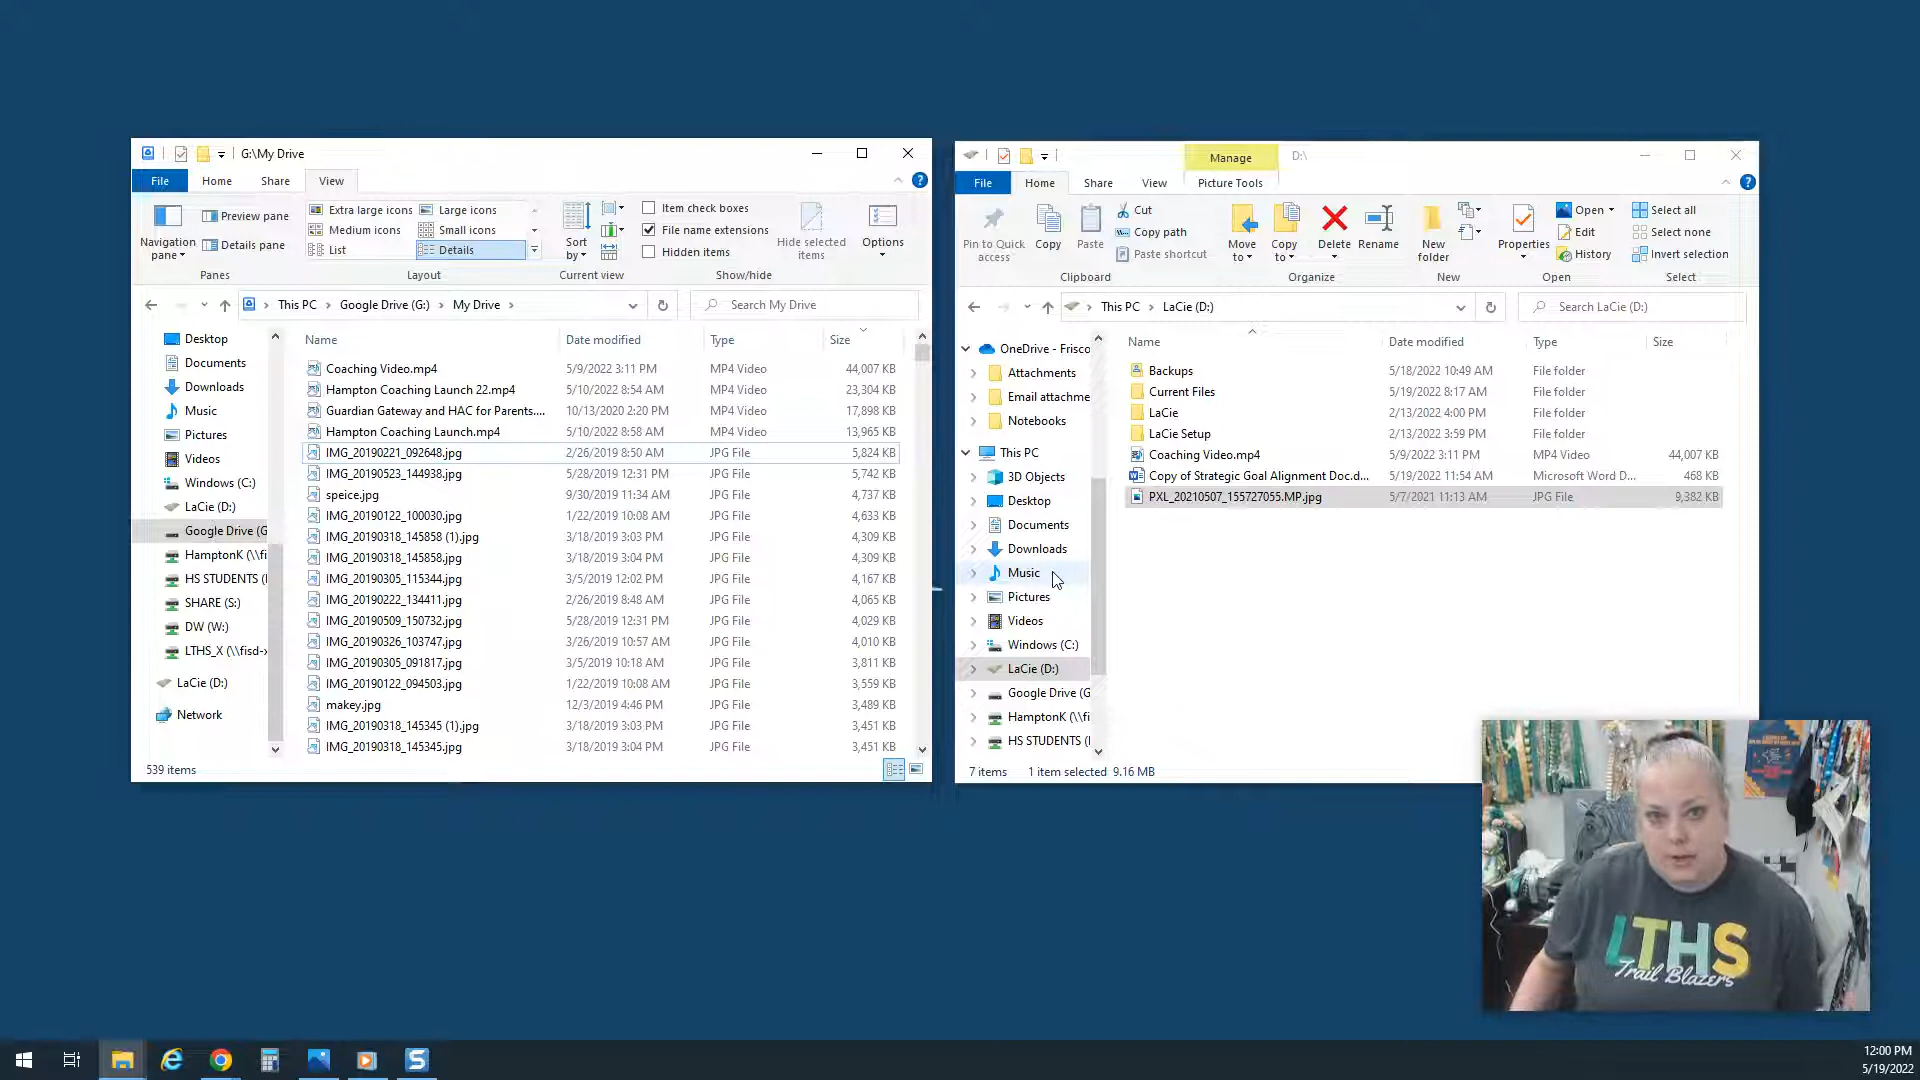 G:\My Drive
File Home Share View
Navigation pane
Preview pane
Details pane
Panes
Extra large icons Large icons
Medium icons Small icons
List Details
Layout
Sort by
Current view
Item check boxes
File name extensions
Hidden items
Hide selected items
Show/hide
Options
This PC Google Drive (G:) My Drive
Search My Drive
Desktop
Documents
Downloads
Music
Pictures
Videos
Windows (C:)
LaCie (D:)
Google Drive (G
HamptonK (\\fi
HS STUDENTS (
SHARE (S:)
DW (W:)
LTHS_X (\\fisd-x
LaCie (D:)
Network
Name Date modified Type Size
Coaching Video.mp4 5/9/2022 3:11 PM MP4 Video 44,007 KB
Hampton Coaching Launch 22.mp4 5/10/2022 8:54 AM MP4 Video 23,304 KB
Guardian Gateway and HAC for Parents.... 10/13/2020 2:20 PM MP4 Video 17,898 KB
Hampton Coaching Launch.mp4 5/10/2022 8:58 AM MP4 Video 13,965 KB
IMG_20190221_092648.jpg 2/26/2019 8:50 AM JPG File 5,824 KB
IMG_20190523_144938.jpg 5/28/2019 12:31 PM JPG File 5,742 KB
speice.jpg 9/30/2019 11:34 AM JPG File 4,737 KB
IMG_20190122_100030.jpg 1/22/2019 10:08 AM JPG File 4,633 KB
IMG_20190318_145858 (1).jpg 3/18/2019 3:03 PM JPG File 4,309 KB
IMG_20190318_145858.jpg 3/18/2019 3:04 PM JPG File 4,309 KB
IMG_20190305_115344.jpg 3/5/2019 12:02 PM JPG File 4,167 KB
IMG_20190222_134411.jpg 2/26/2019 8:48 AM JPG File 4,065 KB
IMG_20190509_150732.jpg 5/28/2019 12:31 PM JPG File 4,029 KB
IMG_20190326_103747.jpg 3/26/2019 10:57 AM JPG File 4,010 KB
IMG_20190305_091817.jpg 3/5/2019 10:18 AM JPG File 3,811 KB
IMG_20190122_094503.jpg 1/22/2019 10:08 AM JPG File 3,559 KB
makey.jpg 12/3/2019 4:46 PM JPG File 3,489 KB
IMG_20190318_145345 (1).jpg 3/18/2019 3:03 PM JPG File 3,451 KB
IMG_20190318_145345.jpg 3/18/2019 3:04 PM JPG File 3,451 KB
539 items
Manage D:\
File Home Share View Picture Tools
Pin to Quick access
Copy
Paste
Cut
Copy path
Paste shortcut
Clipboard
Move to
Copy to
Delete
Rename
Organize
New folder
New
Properties
Open
Edit
History
Open
Select all
Select none
Invert selection
Select
This PC LaCie (D:)
Search LaCie (D:)
OneDrive - Frisco
Attachments
Email attachme
Notebooks
This PC
3D Objects
Desktop
Documents
Downloads
Music
Pictures
Videos
Windows (C:)
LaCie (D:)
Google Drive (G
HamptonK (\\fi
HS STUDENTS (
Name Date modified Type Size
Backups 5/18/2022 10:49 AM File folder
Current Files 5/19/2022 8:17 AM File folder
LaCie 2/13/2022 4:00 PM File folder
LaCie Setup 2/13/2022 3:59 PM File folder
Coaching Video.mp4 5/9/2022 3:11 PM MP4 Video 44,007 KB
Copy of Strategic Goal Alignment Doc.d... 5/19/2022 11:54 AM Microsoft Word D... 468 KB
PXL_20210507_155727055.MP.jpg 5/7/2021 11:13 AM JPG File 9,382 KB
7 items 1 item selected 9.16 MB
LTHS
Trail Blazers
12:00 PM
5/19/2022